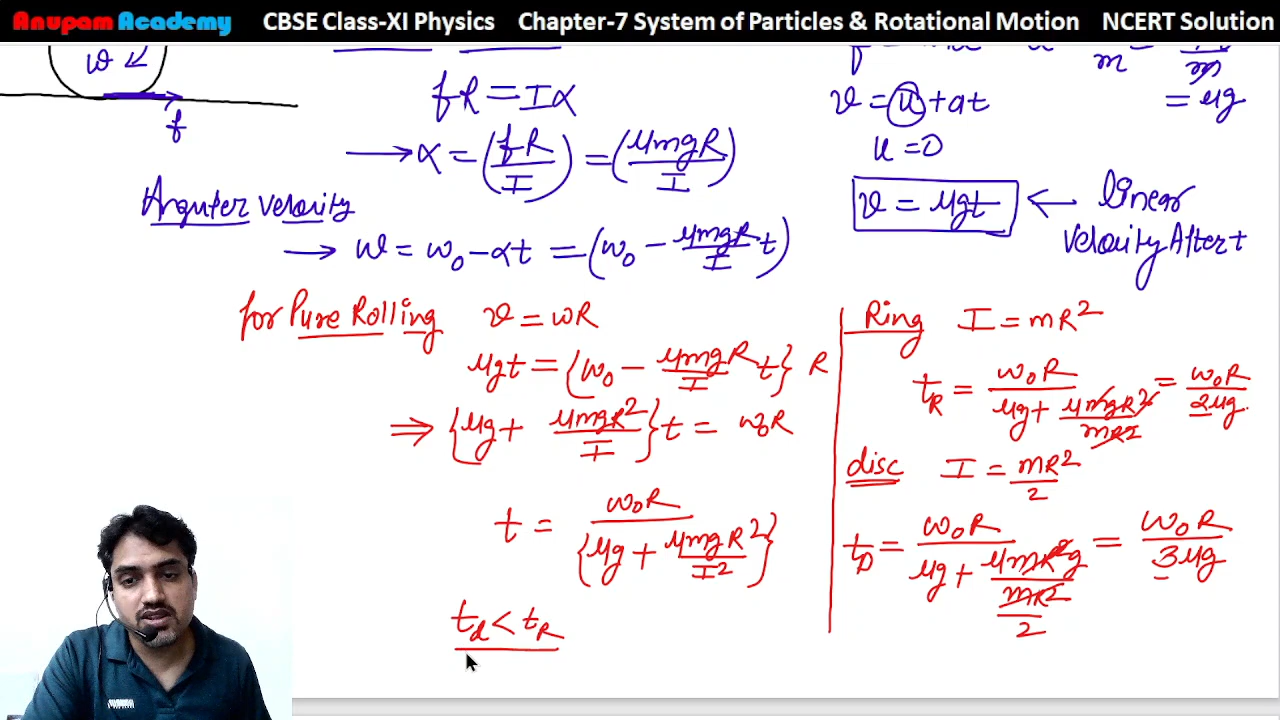 Anupam Academy CBSE Class-XI Physics Chapter-7 System of Particles & Rotational Motion NCERT Solution
ω
f
fR = Iα
→ α = (fR/I) = (μmgR/I)
Anguter Velocity
→ ω = ω₀ - αt = (ω₀ - μmgR/I t)
m
= μg
v = u + at
u = 0
v = μgt ← linear
Velocity After t
for Pure Rolling v = ωR
μgt = {ω₀ - μmgR/I t} R
⇒ {μg + μmgR²/I} t = ω₀R
t = ω₀R/{μg + μmgR²/I²}
t_d < t_R
Ring I = mR²
t_R = ω₀R/(μg + μmgR²/mR²) = ω₀R/2μg
disc I = mR²/2
t_D = ω₀R/(μg + μmR²g/(mR²/2)) = ω₀R/3μg